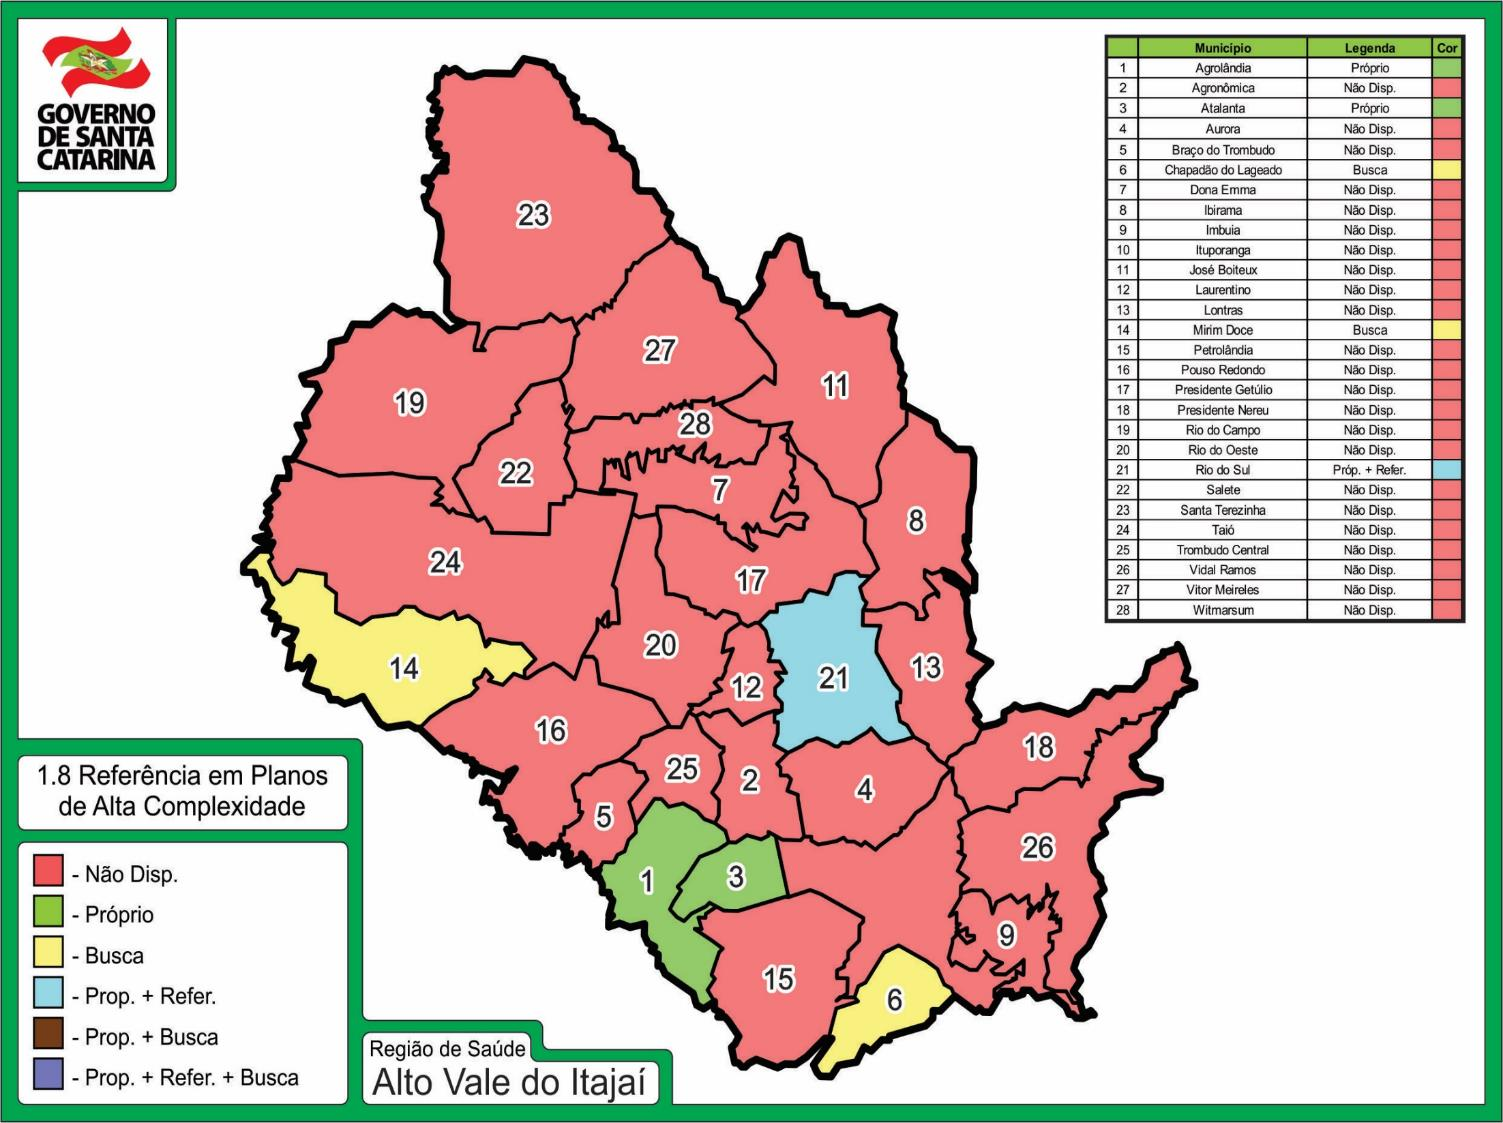 GOVERNO
DE SANTA
CATARINA
Município Legenda Cor
1 Agrolândia Próprio
2 Agronômica Não Disp.
3 Atalanta Próprio
4 Aurora Não Disp.
5 Braço do Trombudo Não Disp.
6 Chapadão do Lageado Busca
7 Dona Emma Não Disp.
8 Ibirama Não Disp.
9 Imbuia Não Disp.
10 Ituporanga Não Disp.
11 José Boiteux Não Disp.
12 Laurentino Não Disp.
13 Lontras Não Disp.
14 Mirim Doce Busca
15 Petrolândia Não Disp.
16 Pouso Redondo Não Disp.
17 Presidente Getúlio Não Disp.
18 Presidente Nereu Não Disp.
19 Rio do Campo Não Disp.
20 Rio do Oeste Não Disp.
21 Rio do Sul Próp. + Refer.
22 Salete Não Disp.
23 Santa Terezinha Não Disp.
24 Taió Não Disp.
25 Trombudo Central Não Disp.
26 Vidal Ramos Não Disp.
27 Vitor Meireles Não Disp.
28 Witmarsum Não Disp.
23
27
11
19
28
22
7
8
24
17
20
14
12
21
13
16
18
25
2
4
5
26
1
3
9
15
6
1.8 Referência em Planos
de Alta Complexidade
- Não Disp.
- Próprio
- Busca
- Prop. + Refer.
- Prop. + Busca
- Prop. + Refer. + Busca
Região de Saúde
Alto Vale do Itajaí